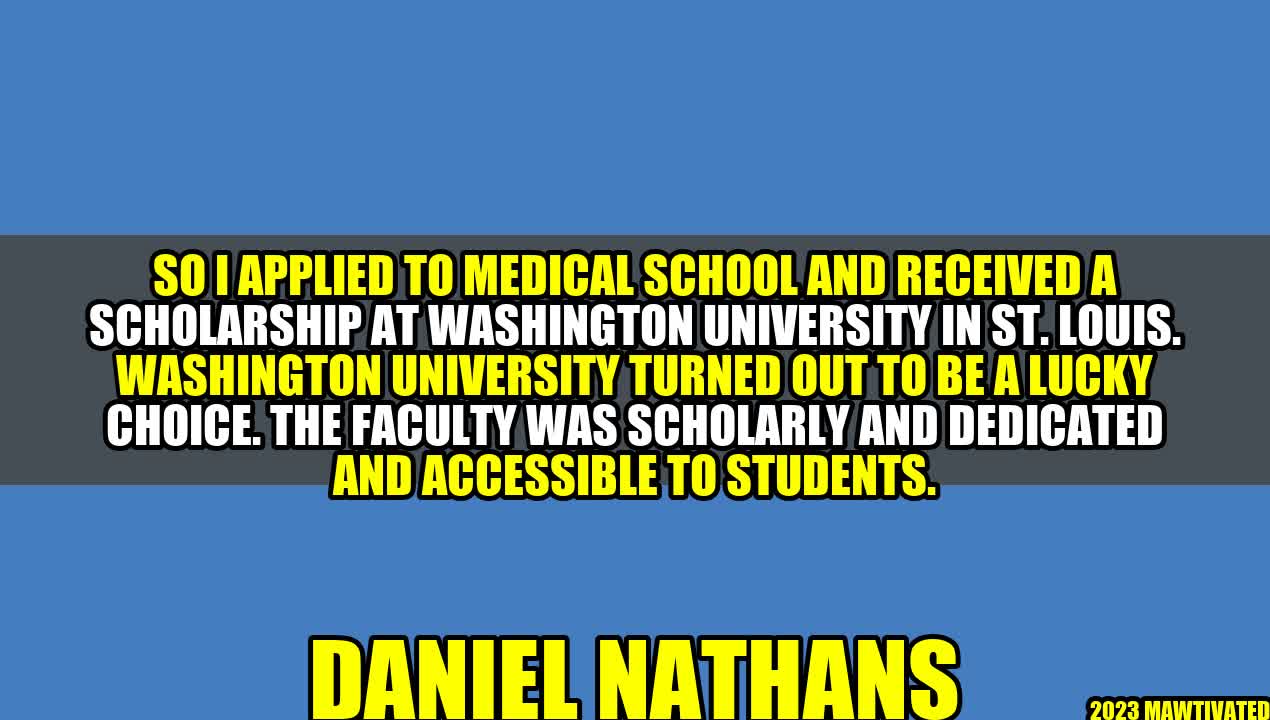 SO I APPLIED TO MEDICAL SCHOOL AND RECEIVED A
SCHOLARSHIP AT WASHINGTON UNIVERSITY IN ST. LOUIS.
WASHINGTON UNIVERSITY TURNED OUT TO BE A LUCKY
CHOICE. THE FACULTY WAS SCHOLARLY AND DEDICATED
AND ACCESSIBLE TO STUDENTS.
DANIEL NATHANS
2023 MAWTIVATED